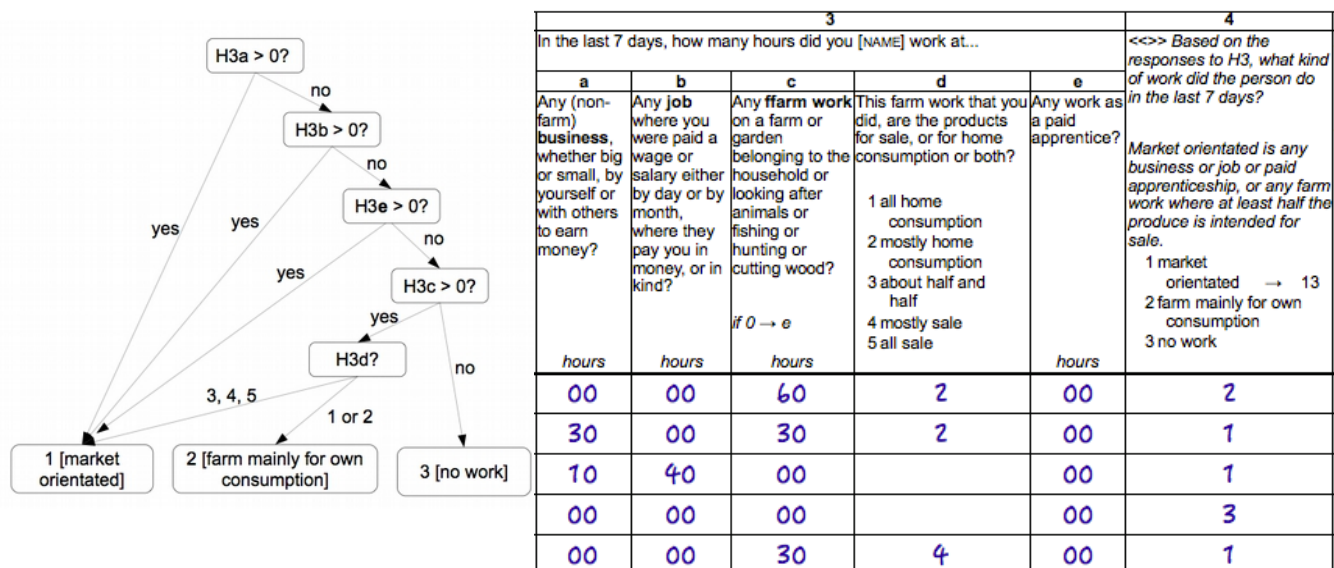 H3a > 0?
no
H3b > 0?
no
H3e > 0?
yes
yes
no
yes
H3c > 0?
yes
H3d?
no
3, 4, 5
1 or 2
1 [market
orientated]
2 [farm mainly for own
consumption]
3 [no work]
3
4
In the last 7 days, how many hours did you [NAME] work at...
<<>> Based on the
responses to H3, what kind
of work did the person do
in the last 7 days?
Market orientated is any
business or job or paid
apprenticeship, or any farm
work where at least half the
produce is intended for
sale.
1 market
orientated → 13
2 farm mainly for own
consumption
3 no work
a
b
c
d
e
Any (non-
farm)
business,
whether big
or small, by
yourself or
with others
to earn
money?
hours
Any job
where you
were paid a
wage or
salary either
by day or by
month,
where they
pay you in
money, or in
kind?
hours
Any ffarm work
on a farm or
garden
belonging to the
household or
looking after
animals or
fishing or
hunting or
cutting wood?
if 0 → e
hours
This farm work that you
did, are the products
for sale, or for home
consumption or both?
1 all home
consumption
2 mostly home
consumption
3 about half and
half
4 mostly sale
5 all sale
Any work as
a paid
apprentice?
hours
00 00 60 2 00 2
30 00 30 2 00 1
10 40 00 00 1
00 00 00 00 3
00 00 30 4 00 1